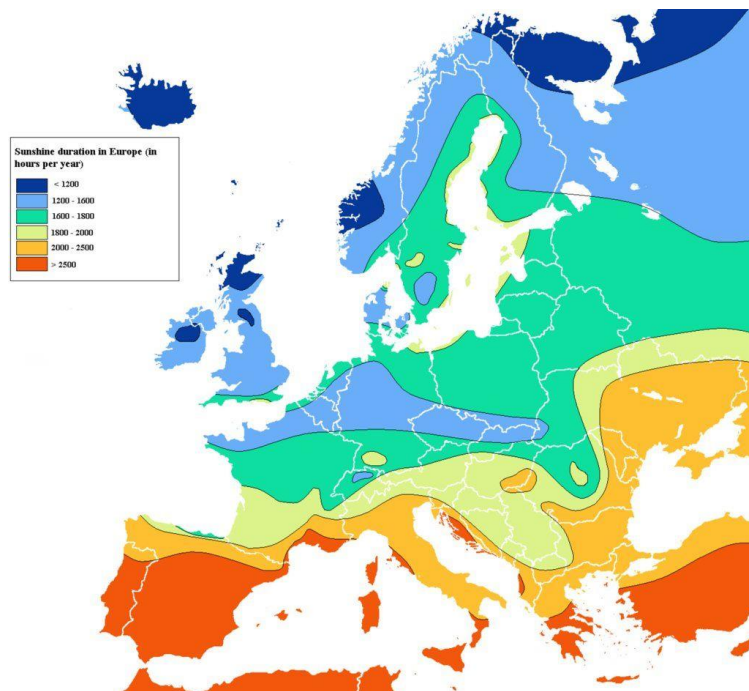 Sunshine duration in Europe (in
hours per year)
< 1200
1200 - 1600
1600 - 1800
1800 - 2000
2000 - 2500
> 2500